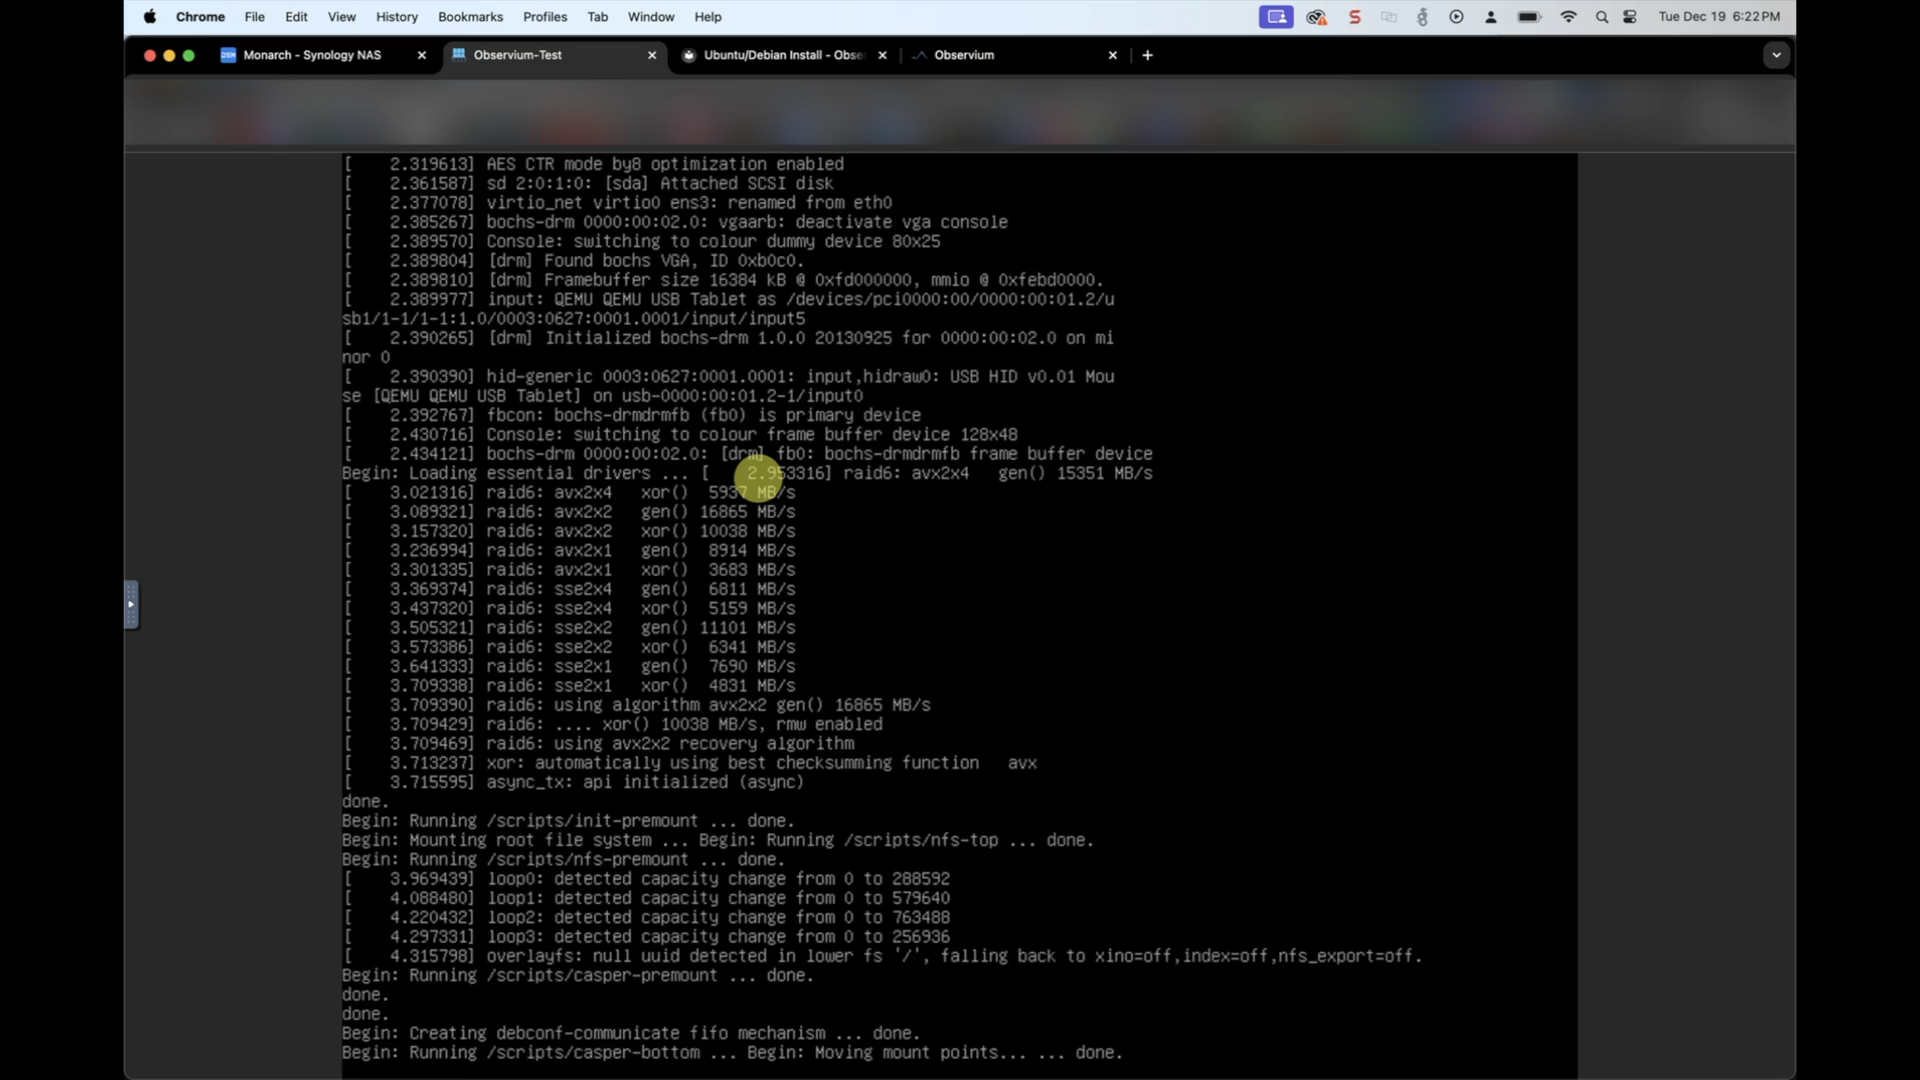 Chrome File Edit View History Bookmarks Profiles Tab Window Help Tue Dec 19 6:22 PM
Monarch - Synology NAS Observium-Test Ubuntu/Debian Install - Obse Observium
[ 2.319613] AES CTR mode by8 optimization enabled
[ 2.361587] sd 2:0:1:0: [sda] Attached SCSI disk
[ 2.377078] virtio_net virtio0 ens3: renamed from eth0
[ 2.385267] bochs-drm 0000:00:02.0: vgaarb: deactivate vga console
[ 2.389570] Console: switching to colour dummy device 80x25
[ 2.389804] [drm] Found bochs VGA, ID 0xb0c0.
[ 2.389810] [drm] Framebuffer size 16384 kB @ 0xfd000000, mmio @ 0xfebd0000.
[ 2.389977] input: QEMU QEMU USB Tablet as /devices/pci0000:00/0000:00:01.2/u
sb1/1-1/1-1:1.0/0003:0627:0001.0001/input/input5
[ 2.390265] [drm] Initialized bochs-drm 1.0.0 20130925 for 0000:00:02.0 on mi
nor 0
[ 2.390390] hid-generic 0003:0627:0001.0001: input,hidraw0: USB HID v0.01 Mou
se [QEMU QEMU USB Tablet] on usb-0000:00:01.2-1/input0
[ 2.392767] fbcon: bochs-drmdrmfb (fb0) is primary device
[ 2.430716] Console: switching to colour frame buffer device 128x48
[ 2.434121] bochs-drm 0000:00:02.0: [drm] fb0: bochs-drmdrmfb frame buffer device
Begin: Loading essential drivers ... [ 2.953316] raid6: avx2x4 gen() 15351 MB/s
[ 3.021316] raid6: avx2x4 xor() 5937 MB/s
[ 3.089321] raid6: avx2x2 gen() 16865 MB/s
[ 3.157320] raid6: avx2x2 xor() 10038 MB/s
[ 3.236994] raid6: avx2x1 gen() 8914 MB/s
[ 3.301335] raid6: avx2x1 xor() 3683 MB/s
[ 3.369374] raid6: sse2x4 gen() 6811 MB/s
[ 3.437320] raid6: sse2x4 xor() 5159 MB/s
[ 3.505321] raid6: sse2x2 gen() 11101 MB/s
[ 3.573386] raid6: sse2x2 xor() 6341 MB/s
[ 3.641333] raid6: sse2x1 gen() 7690 MB/s
[ 3.709338] raid6: sse2x1 xor() 4831 MB/s
[ 3.709390] raid6: using algorithm avx2x2 gen() 16865 MB/s
[ 3.709429] raid6: .... xor() 10038 MB/s, rmw enabled
[ 3.709469] raid6: using avx2x2 recovery algorithm
[ 3.713237] xor: automatically using best checksumming function avx
[ 3.715595] async_tx: api initialized (async)
done.
Begin: Running /scripts/init-premount ... done.
Begin: Mounting root file system ... Begin: Running /scripts/nfs-top ... done.
Begin: Running /scripts/nfs-premount ... done.
[ 3.969439] loop0: detected capacity change from 0 to 288592
[ 4.088480] loop1: detected capacity change from 0 to 579640
[ 4.220432] loop2: detected capacity change from 0 to 763488
[ 4.297331] loop3: detected capacity change from 0 to 256936
[ 4.315798] overlayfs: null uuid detected in lower fs '/', falling back to xino=off,index=off,nfs_export=off.
Begin: Running /scripts/casper-premount ... done.
done.
done.
Begin: Creating debconf-communicate fifo mechanism ... done.
Begin: Running /scripts/casper-bottom ... Begin: Moving mount points... ... done.